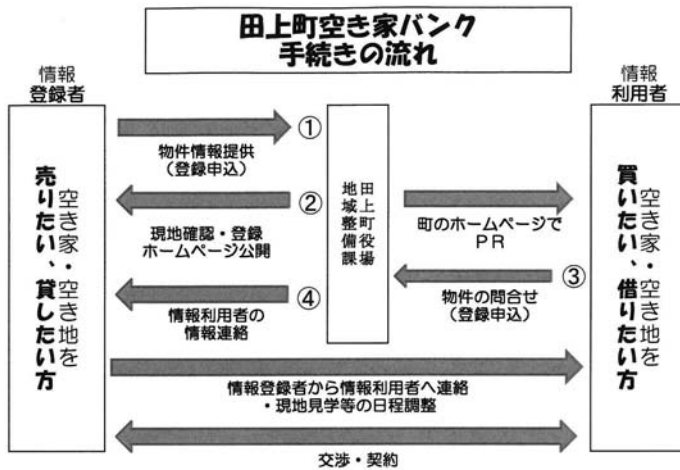 田上町空き家バンク
手続きの流れ
情報
登録者
空き家・空き地を
売りたい、貸したい方
①
物件情報提供
（登録申込）
②
現地確認・登録
ホームページ公開
④
情報利用者の
情報連絡
田上町役場
地域整備課
町のホームページで
ＰＲ
③
物件の問合せ
（登録申込）
情報
利用者
空き家・空き地を
買いたい、借りたい方
情報登録者から情報利用者へ連絡
・現地見学等の日程調整
交渉・契約